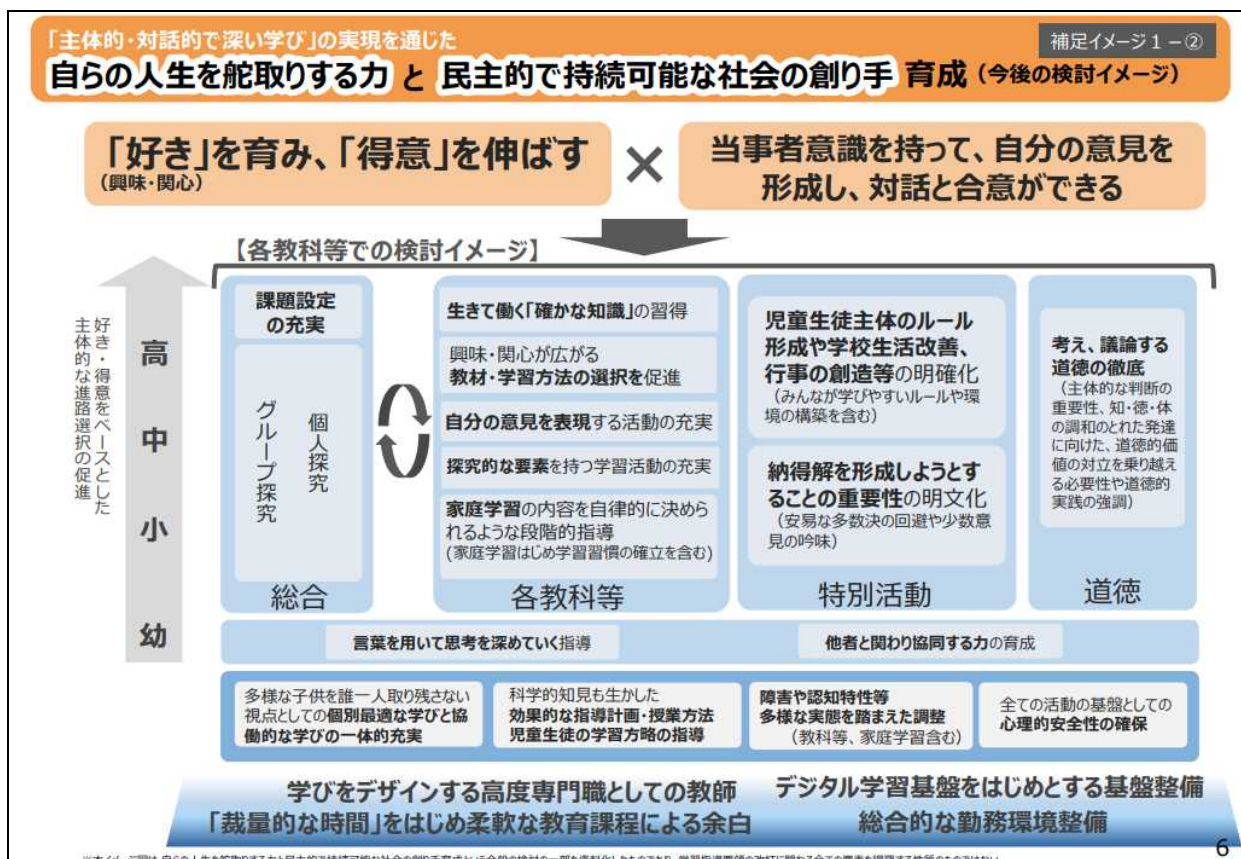 「主体的・対話的で深い学び」の実現を通じた
補足イメージ1－②
自らの人生を舵取りする力 と 民主的で持続可能な社会の創り手 育成（今後の検討イメージ）
「好き」を育み、「得意」を伸ばす
（興味・関心）
×
当事者意識を持って、自分の意見を
形成し、対話と合意ができる
【各教科等での検討イメージ】
好き・得意をベースとした
主体的な進路選択の促進
高
中
小
幼
課題設定
の充実
個人探究
グループ探究
総合
生きて働く「確かな知識」の習得
興味・関心が広がる
教材・学習方法の選択を促進
自分の意見を表現する活動の充実
探究的な要素を持つ学習活動の充実
家庭学習の内容を自律的に決めら
れるような段階的指導
（家庭学習はじめ学習習慣の確立を含む）
各教科等
児童生徒主体のルール
形成や学校生活改善、
行事の創造等の明確化
（みんなが学びやすいルールや環
境の構築を含む）
納得解を形成しようとす
ることの重要性の明文化
（安易な多数決の回避や少数意
見の吟味）
特別活動
考え、議論する
道徳の徹底
（主体的な判断の
重要性、知・徳・体
の調和のとれた発達
に向けた、道徳的価
値の対立を乗り越え
る必要性や道徳的
実践の強調）
道徳
言葉を用いて思考を深めていく指導
他者と関わり協同する力の育成
多様な子供を誰一人取り残さない
視点としての個別最適な学びと協
働的な学びの一体的充実
科学的知見も生かした
効果的な指導計画・授業方法
児童生徒の学習方略の指導
障害や認知特性等
多様な実態を踏まえた調整
（教科等、家庭学習含む）
全ての活動の基盤としての
心理的安全性の確保
学びをデザインする高度専門職としての教師
「裁量的な時間」をはじめ柔軟な教育課程による余白
デジタル学習基盤をはじめとする基盤整備
総合的な勤務環境整備
6